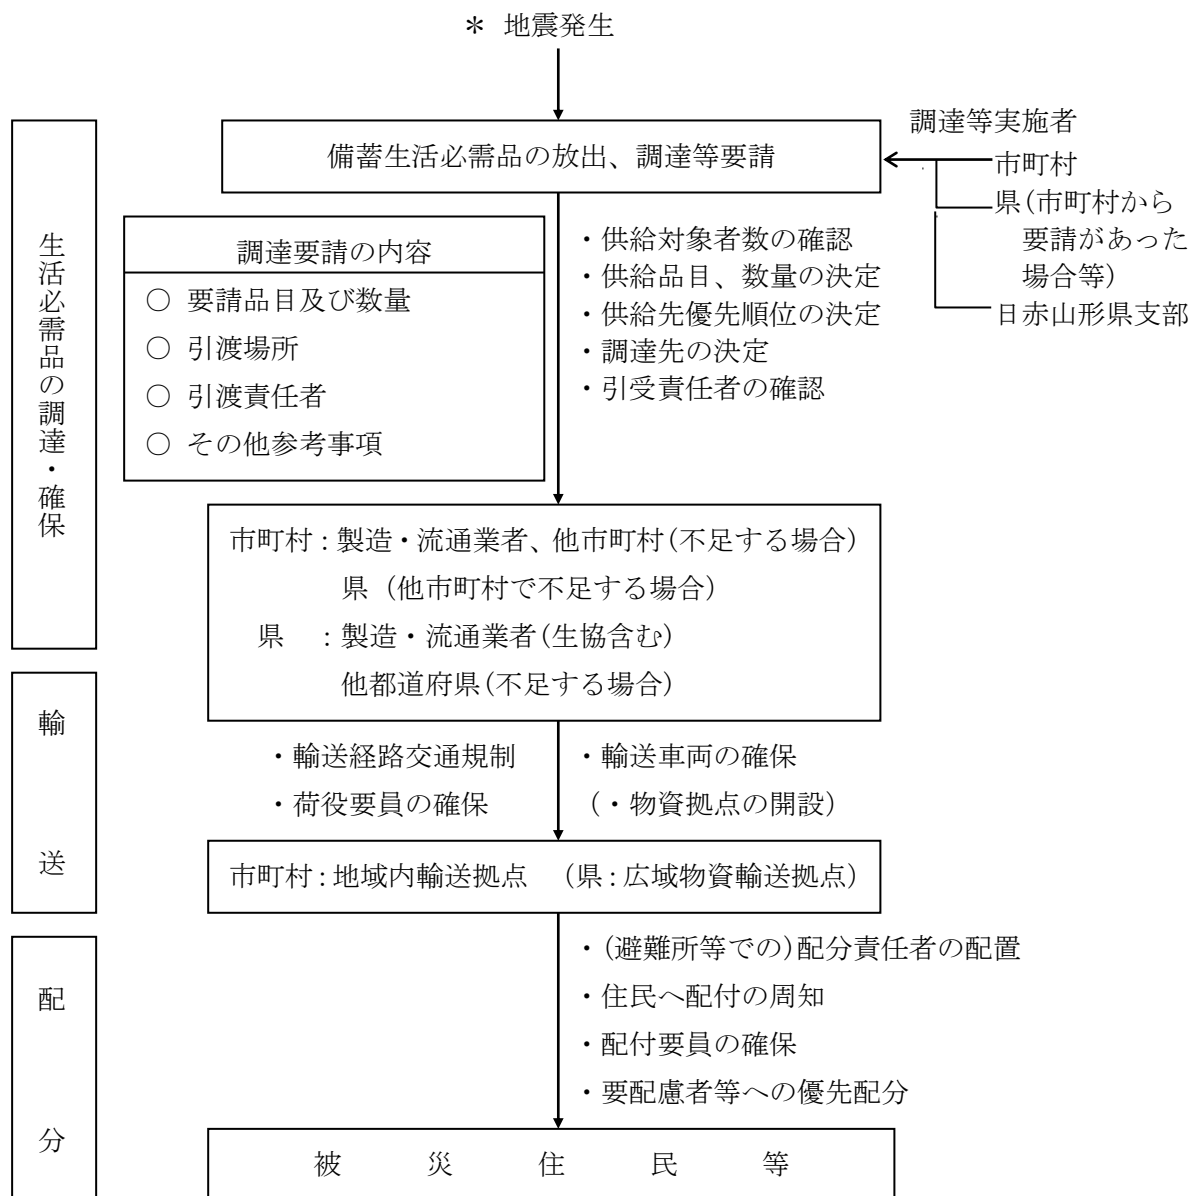 ＊ 地震発生
調達等実施者
備蓄生活必需品の放出、調達等要請
市町村
県(市町村から
要請があった
場合等)
日赤山形県支部
生活必需品の調達・確保
調達要請の内容
○ 要請品目及び数量
○ 引渡場所
○ 引渡責任者
○ その他参考事項
・供給対象者数の確認
・供給品目、数量の決定
・供給先優先順位の決定
・調達先の決定
・引受責任者の確認
市町村:製造・流通業者、他市町村(不足する場合)
県 (他市町村で不足する場合)
県 :製造・流通業者(生協含む)
他都道府県(不足する場合)
輸送
・輸送経路交通規制
・荷役要員の確保
・輸送車両の確保
(・物資拠点の開設)
市町村:地域内輸送拠点 (県:広域物資輸送拠点)
配分
・(避難所等での)配分責任者の配置
・住民へ配付の周知
・配付要員の確保
・要配慮者等への優先配分
被災住民等